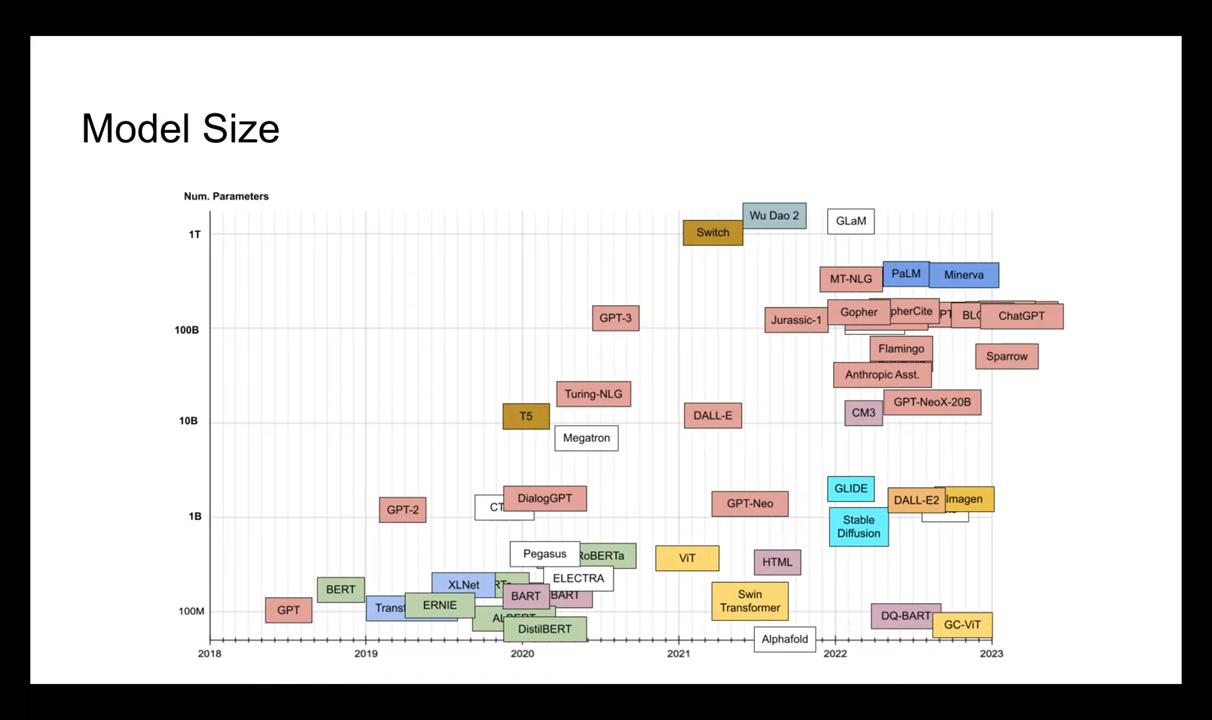 Model Size
Num. Parameters
1T
100B
10B
1B
100M
Wu Dao 2
GLaM
Switch
MT-NLG
PaLM
Minerva
GPT-3
Jurassic-1
Gopher
ChatGPT
Flamingo
Sparrow
Anthropic Asst.
Turing-NLG
GPT-NeoX-20B
T5
DALL-E
CM3
Megatron
GLIDE
DialogGPT
GPT-Neo
DALL-E2
Imagen
GPT-2
Stable
Diffusion
Pegasus
RoBERTa
ViT
HTML
ELECTRA
BERT
XLNet
BART
BART
Swin
Transformer
ERNIE
GPT
DQ-BART
GC-ViT
DistilBERT
Alphafold
2018
2019
2020
2021
2022
2023